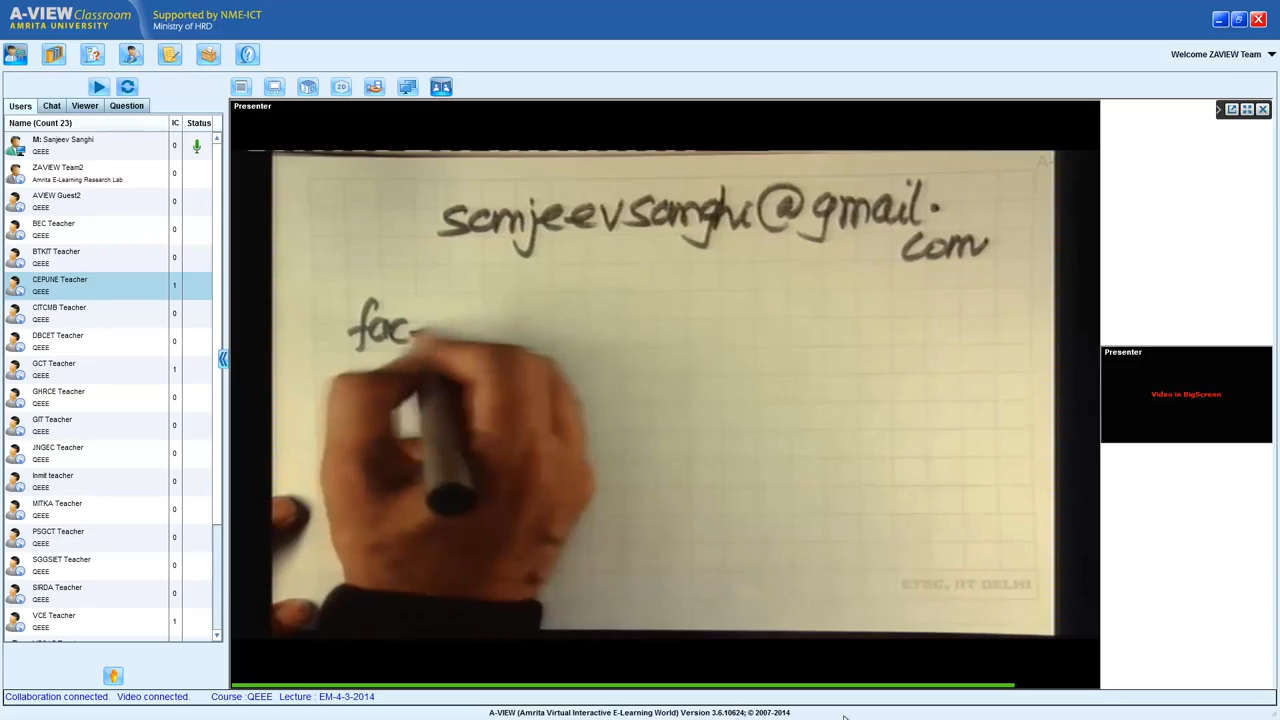 A-VIEW Classroom
AMRITA UNIVERSITY
Supported by NME-ICT
Ministry of HRD
Welcome ZAVIEW Team
2D
Users Chat Viewer Question
Name (Count 23) IC Status
M: Sanjeev Sanghi
QEEE 0
ZAVIEW Team2
Amrita E-Learning Research Lab 0
AVIEW Guest2
QEEE 0
BEC Teacher
QEEE 0
BTKIT Teacher
QEEE 0
CEPUNE Teacher
QEEE 1
CITCMB Teacher
QEEE 0
DBCET Teacher
QEEE 0
GCT Teacher
QEEE 1
GHRCE Teacher
QEEE 0
GIT Teacher
QEEE 0
JNGEC Teacher
QEEE 0
Inmit teacher
QEEE 0
MITKA Teacher
QEEE 0
PSGCT Teacher
QEEE 0
SGGSIET Teacher
QEEE 0
SIRDA Teacher
QEEE 0
VCE Teacher
QEEE 1
Presenter
sanjeevsanghi@gmail.
com
fac
ETSC, IIT DELHI
Presenter
Video in BigScreen
Collaboration connected. Video connected. Course :QEEE Lecture : EM-4-3-2014
A-VIEW (Amrita Virtual Interactive E-Learning World) Version 3.6.10624; © 2007-2014